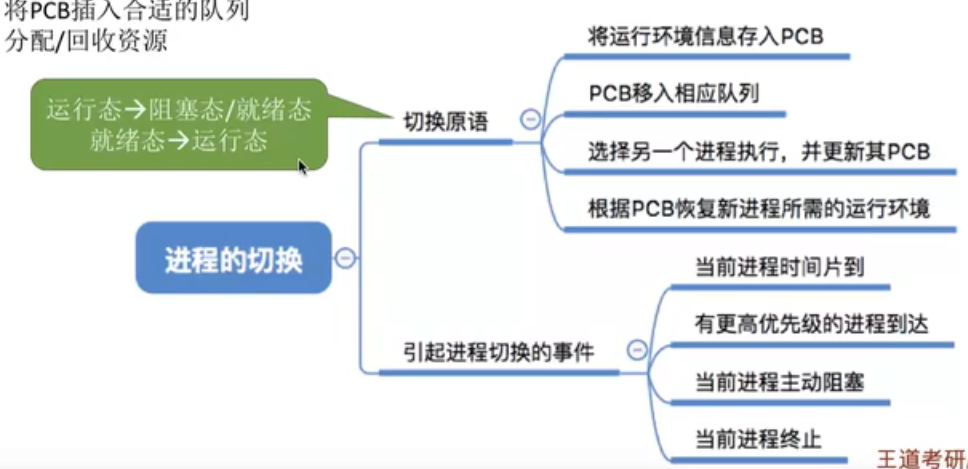 将PCB插入合适的队列
分配/回收资源
运行态→阻塞态/就绪态
就绪态→运行态
切换原语
将运行环境信息存入PCB
PCB移入相应队列
选择另一个进程执行，并更新其PCB
根据PCB恢复新进程所需的运行环境
进程的切换
引起进程切换的事件
当前进程时间片到
有更高优先级的进程到达
当前进程主动阻塞
当前进程终止
王道考研